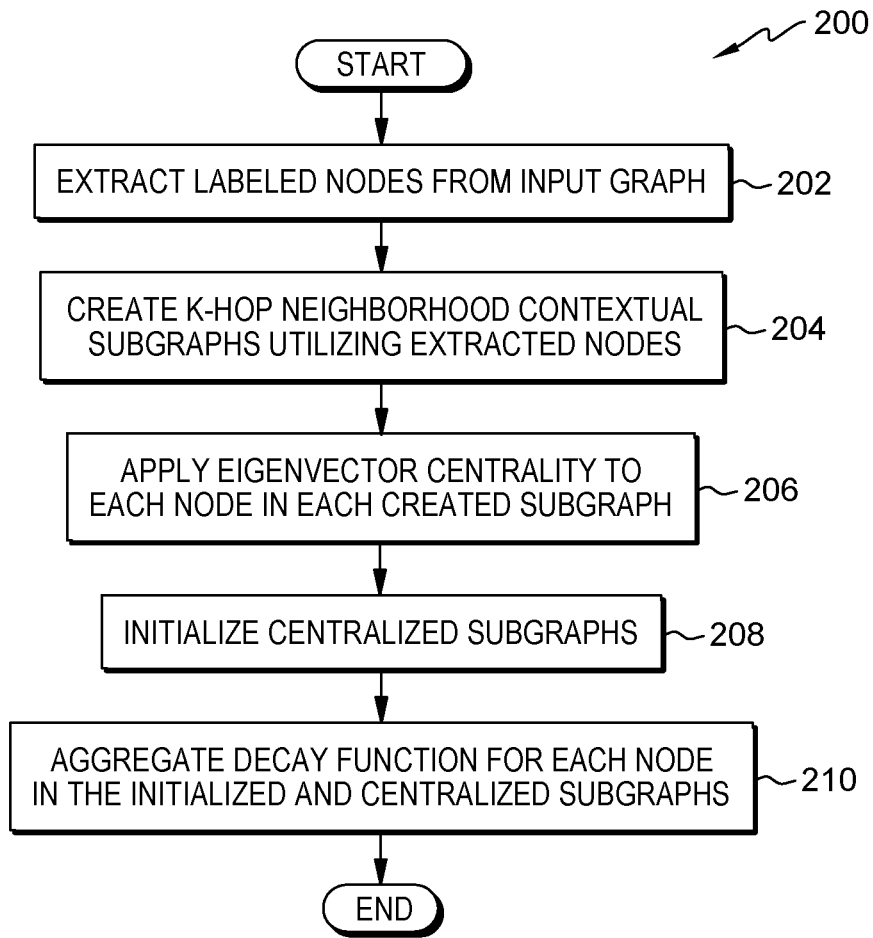 200
START
EXTRACT LABELED NODES FROM INPUT GRAPH
202
CREATE K-HOP NEIGHBORHOOD CONTEXTUAL
SUBGRAPHS UTILIZING EXTRACTED NODES
204
APPLY EIGENVECTOR CENTRALITY TO
EACH NODE IN EACH CREATED SUBGRAPH
206
INITIALIZE CENTRALIZED SUBGRAPHS
208
AGGREGATE DECAY FUNCTION FOR EACH NODE
IN THE INITIALIZED AND CENTRALIZED SUBGRAPHS
210
END